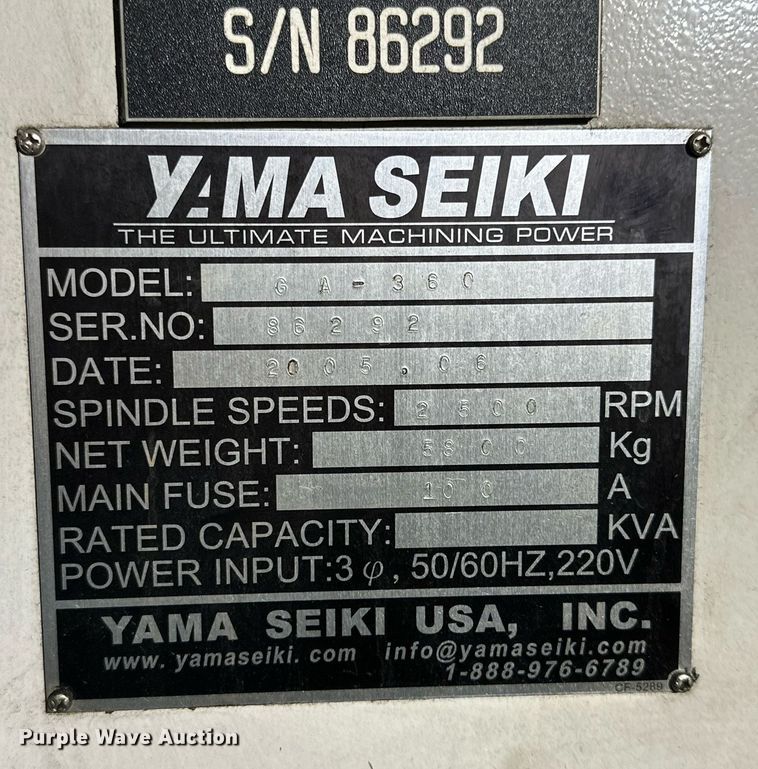 S/N 86292
YAMA SEIKI
THE ULTIMATE MACHINING POWER
MODEL: GA-360
SER.NO: 86292
DATE: 2005.06
SPINDLE SPEEDS: 2500 RPM
NET WEIGHT: 5800 Kg
MAIN FUSE: 100 A
RATED CAPACITY: KVA
POWER INPUT:3 φ, 50/60HZ,220V
YAMA SEIKI USA, INC.
www. yamaseiki. com info@yamaseiki.com
1-888-976-6789
CF-5289
Purple Wave Auction